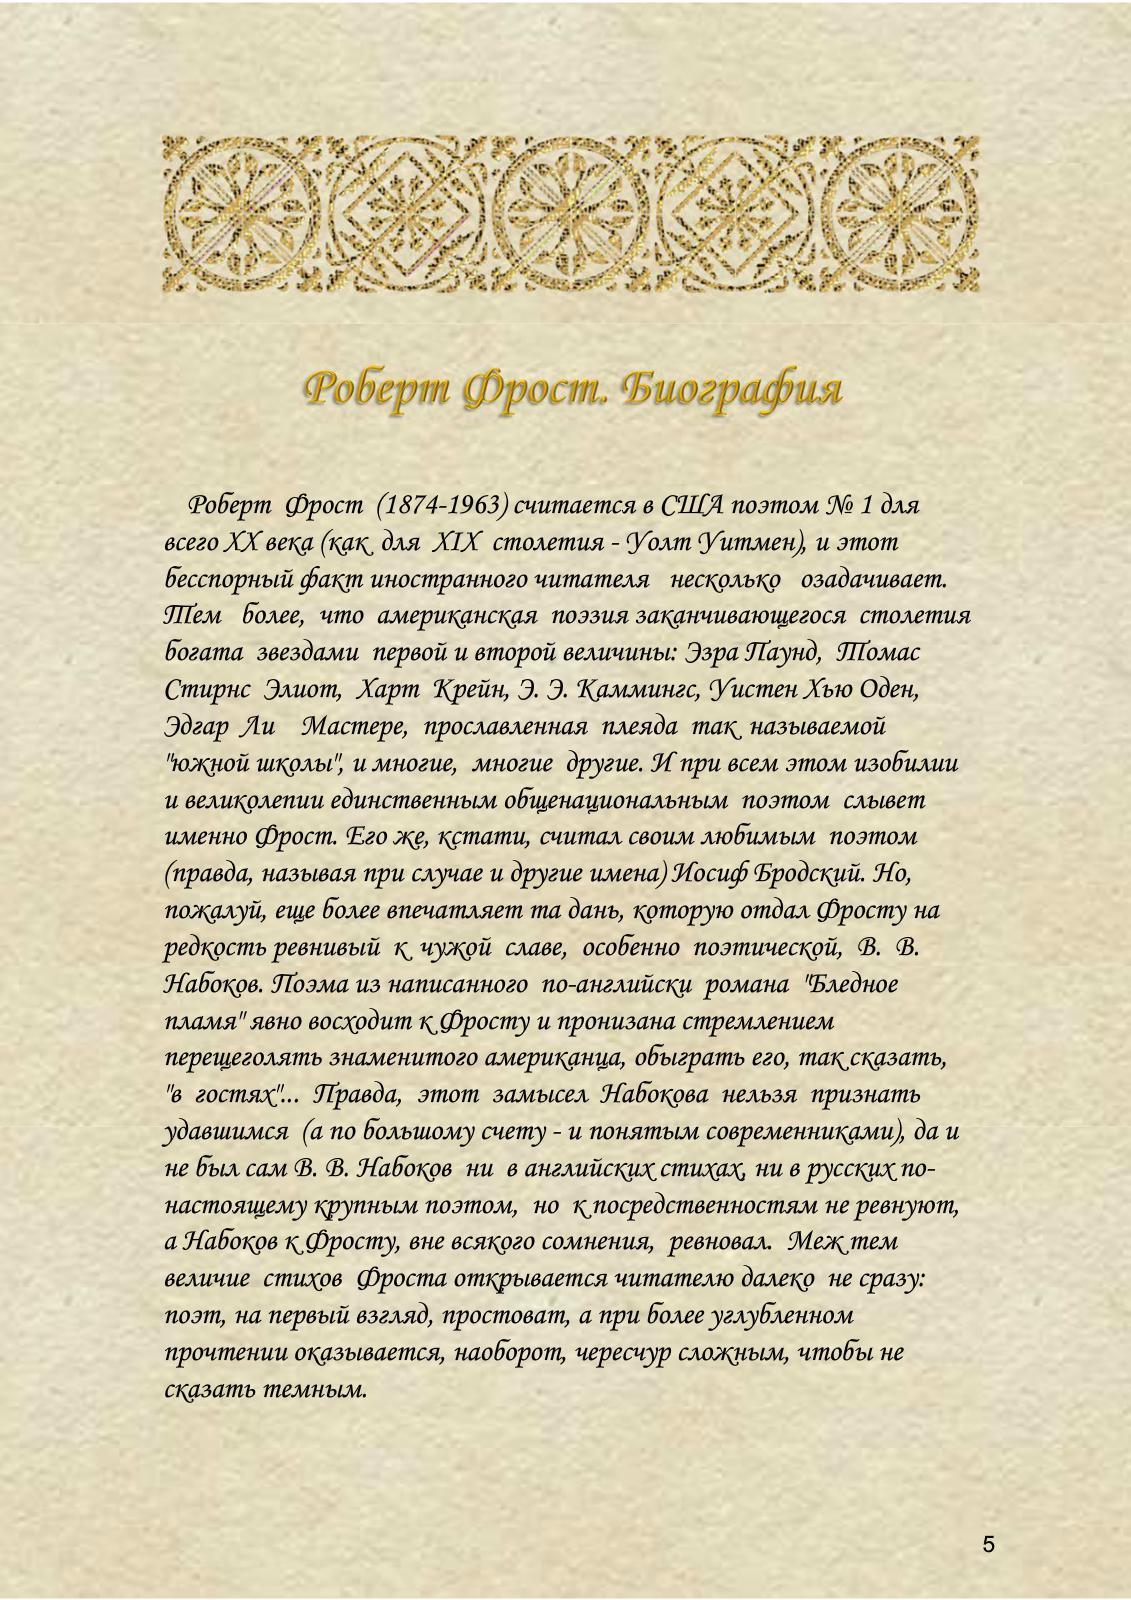 Роберт Фрост. Биография
Роберт Фрост (1874-1963) считается в США поэтом № 1 для
всего XX века (как для XIX столетия - Уолт Уитмен), и этот
бесспорный факт иностранного читателя несколько озадачивает.
Тем более, что американская поэзия заканчивающегося столетия
богата звездами первой и второй величины: Эзра Паунд, Томас
Стирнс Элиот, Харт Крейн, Э. Э. Каммингс, Уистен Хью Оден,
Эдгар Ли Мастере, прославленная плеяда так называемой
"южной школы", и многие, многие другие. И при всем этом изобилии
и великолепии единственным общенациональным поэтом слывет
именно Фрост. Его же, кстати, считал своим любимым поэтом
(правда, называя при случае и другие имена) Иосиф Бродский. Но,
пожалуй, еще более впечатляет та дань, которую отдал Фросту на
редкость ревнивый к чужой славе, особенно поэтической, В. В.
Набоков. Поэма из написанного по-английски романа "Бледное
пламя" явно восходит к Фросту и пронизана стремлением
перещеголять знаменитого американца, обыграть его, так сказать,
"в гостях"... Правда, этот замысел Набокова нельзя признать
удавшимся (а по большому счету - и понятым современниками), да и
не был сам В. В. Набоков ни в английских стихах, ни в русских по-
настоящему крупным поэтом, но к посредственностям не ревнуют,
а Набоков к Фросту, вне всякого сомнения, ревновал. Меж тем
величие стихов Фроста открывается читателю далеко не сразу:
поэт, на первый взгляд, простоват, а при более углубленном
прочтении оказывается, наоборот, чересчур сложным, чтобы не
сказать темным.
5